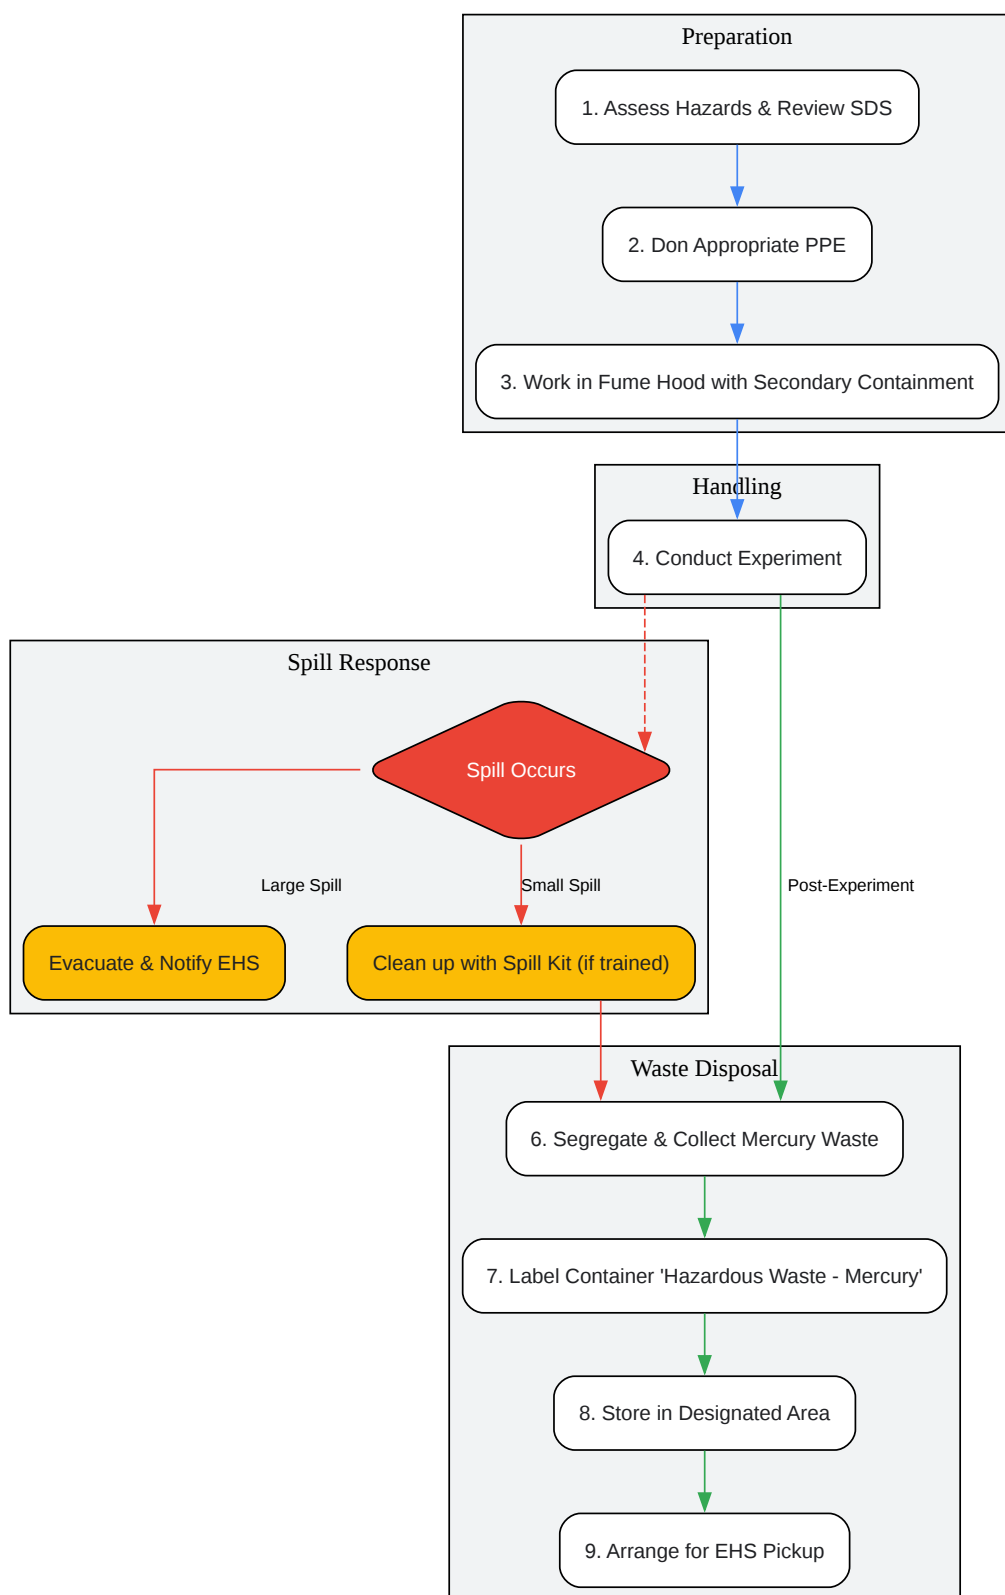 Preparation
1. Assess Hazards & Review SDS
2. Don Appropriate PPE
3. Work in Fume Hood with Secondary Containment
Handling
4. Conduct Experiment
Spill Response
Spill Occurs
Large Spill
Small Spill
Post-Experiment
Evacuate & Notify EHS
Clean up with Spill Kit (if trained)
Waste Disposal
6. Segregate & Collect Mercury Waste
7. Label Container 'Hazardous Waste - Mercury'
8. Store in Designated Area
9. Arrange for EHS Pickup